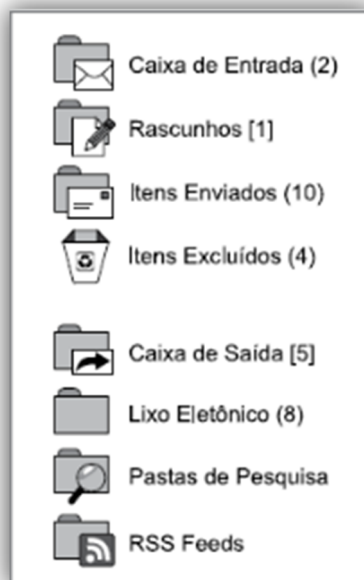 Caixa de Entrada (2)
Rascunhos [1]
Itens Enviados (10)
Itens Excluídos (4)
Caixa de Saída [5]
Lixo Eletônico (8)
Pastas de Pesquisa
RSS Feeds